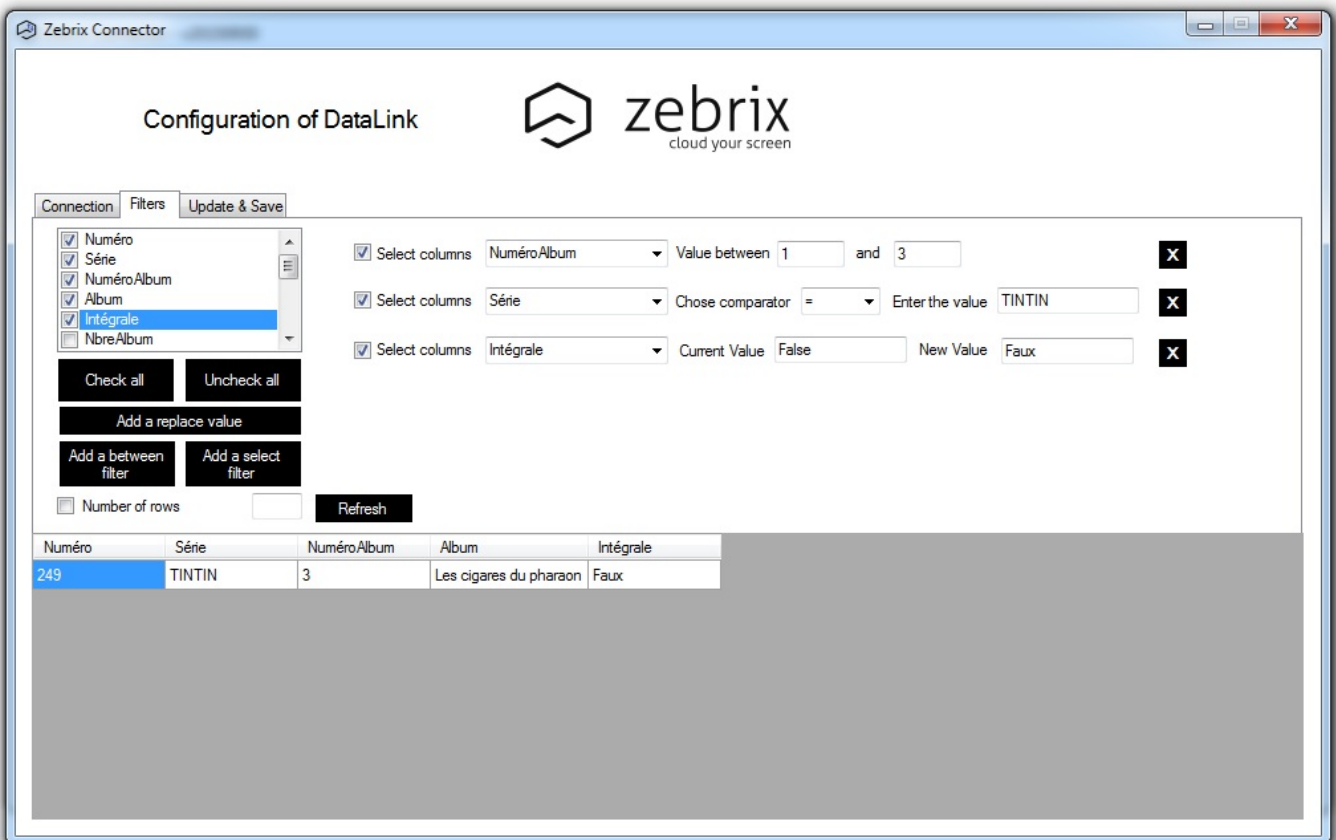 Zebrix Connector
Configuration of DataLink
zebrix
cloud your screen
Connection Filters Update & Save
Numéro
Série
NuméroAlbum
Album
Intégrale
NbreAlbum
Select columns NuméroAlbum Value between 1 and 3 X
Select columns Série Chose comparator = Enter the value TINTIN X
Select columns Intégrale Current Value False New Value Faux X
Check all Uncheck all
Add a replace value
Add a between filter Add a select filter
Number of rows Refresh
Numéro Série NuméroAlbum Album Intégrale
249 TINTIN 3 Les cigares du pharaon Faux